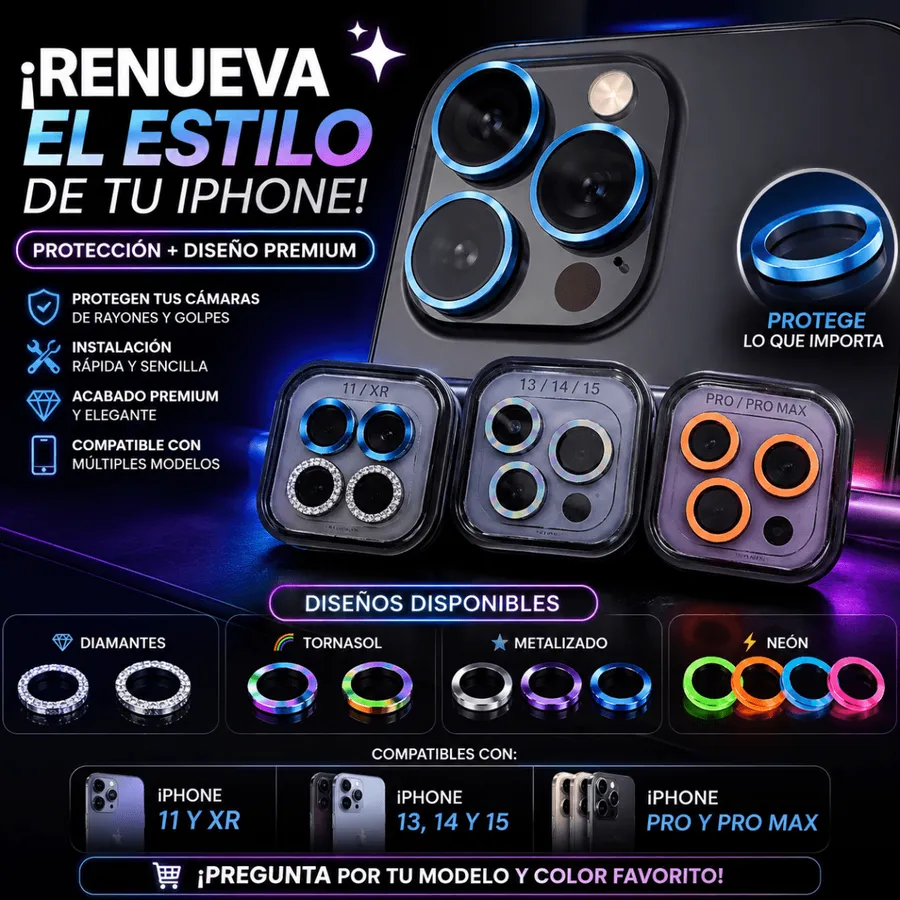 ¡RENUEVA
EL ESTILO
DE TU IPHONE!
PROTECCIÓN + DISEÑO PREMIUM
PROTEGEN TUS CÁMARAS
DE RAYONES Y GOLPES
INSTALACIÓN
RÁPIDA Y SENCILLA
ACABADO PREMIUM
Y ELEGANTE
COMPATIBLE CON
MÚLTIPLES MODELOS
PROTEGE
LO QUE IMPORTA
11 / XR
13 / 14 / 15
PRO / PRO MAX
DISEÑOS DISPONIBLES
DIAMANTES
TORNASOL
METALIZADO
NEÓN
COMPATIBLES CON:
iPHONE
11 Y XR
iPHONE
13, 14 Y 15
iPHONE
PRO Y PRO MAX
¡PREGUNTA POR TU MODELO Y COLOR FAVORITO!